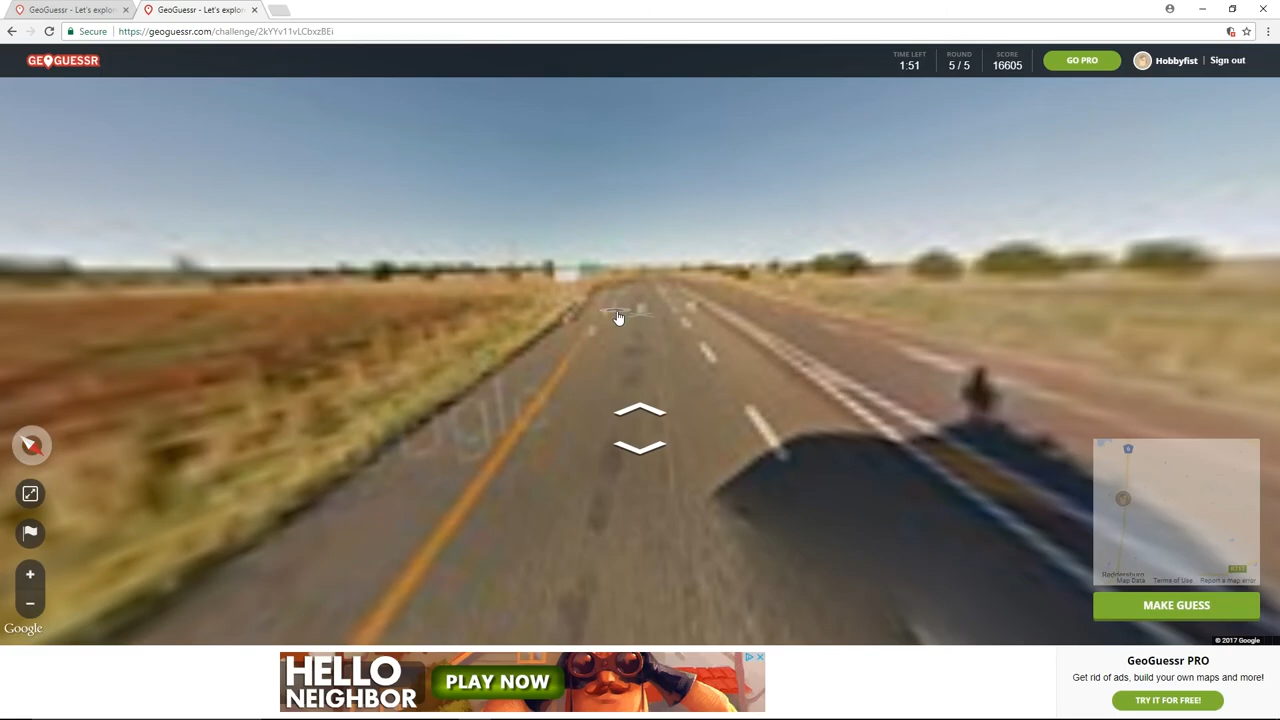 GeoGuessr - Let's explor
GeoGuessr - Let's explor
Secure
https://geoguessr.com/challenge/2kYYv11vLCbxzBEi
GEOGUESSR
TIME LEFT
1:51
ROUND
5 / 5
SCORE
16605
GO PRO
Hobbyfist
Sign out
Reddersburg
Map Data
Terms of Use
Report a map error
MAKE GUESS
Google
© 2017 Google
HELLO
NEIGHBOR
PLAY NOW
GeoGuessr PRO
Get rid of ads, build your own maps and more!
TRY IT FOR FREE!